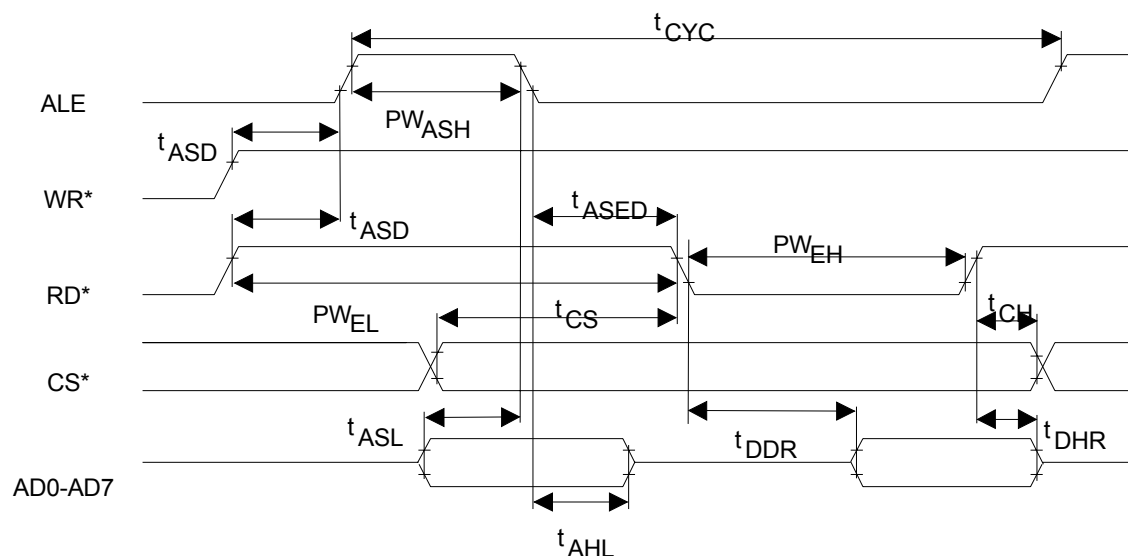 tCYC
ALE
PWASH
tASD
WR*
tASED
tASD
PWEH
RD*
PWEL
tCS
tCH
CS*
tASL
tDDR
tDHR
AD0-AD7
tAHL